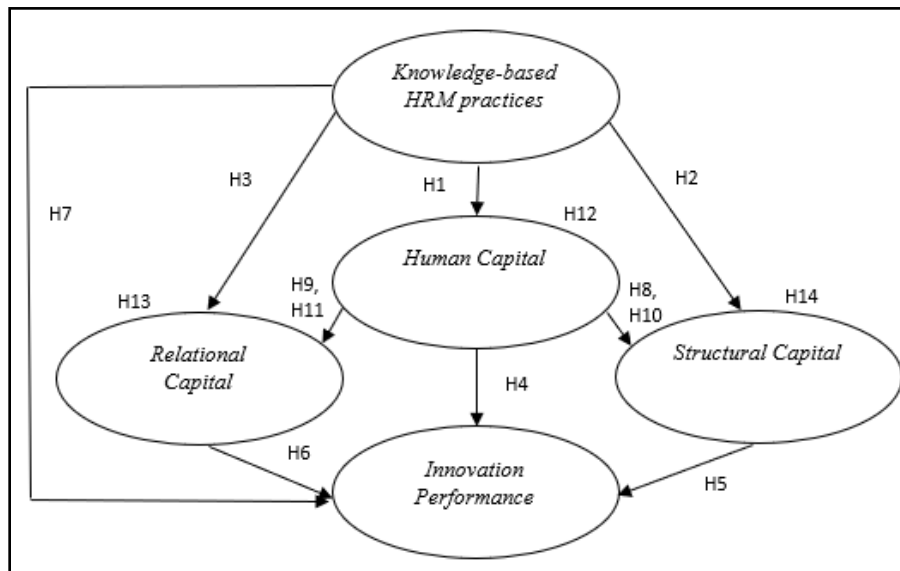 Knowledge-based
HRM practices
H3
H1
H2
H7
H12
Human Capital
H9,
H11
H8,
H10
H13
H14
Relational
Capital
Structural Capital
H4
H6
H5
Innovation
Performance